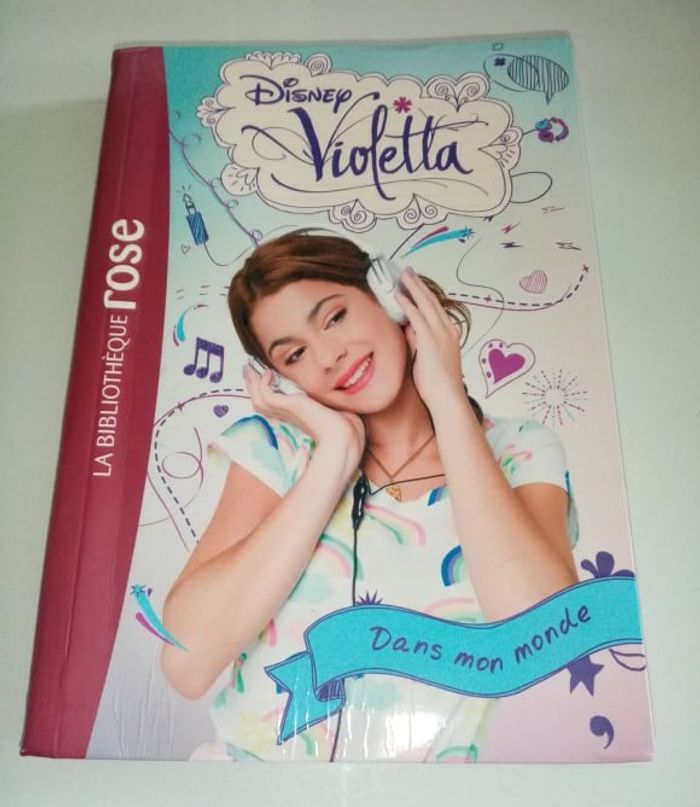 Disney
Violetta
LA BIBLIOTHÈQUE rose
Dans mon monde